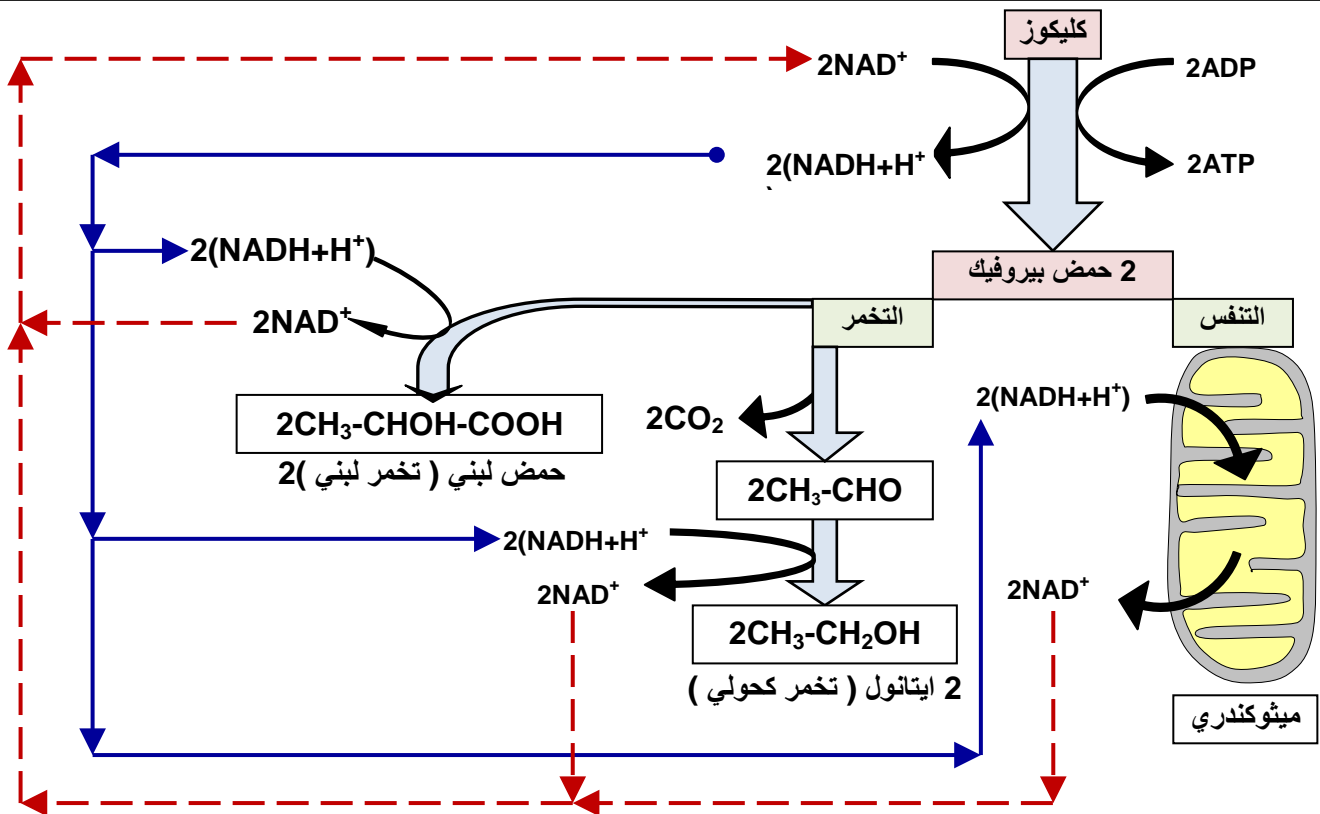 كليكوز
2NAD⁺
2ADP
2(NADH+H⁺
)
2ATP
2(NADH+H⁺)
2 حمض بيروفيك
2NAD⁺
التخمر
التنفس
2(NADH+H⁺)
2CH₃-CHOH-COOH
2CO₂
حمض لبني ( تخمر لبني )2
2CH₃-CHO
2(NADH+H⁺
2NAD⁺
2NAD⁺
2CH₃-CH₂OH
2 ايتانول ( تخمر كحولي )
ميثوكندري